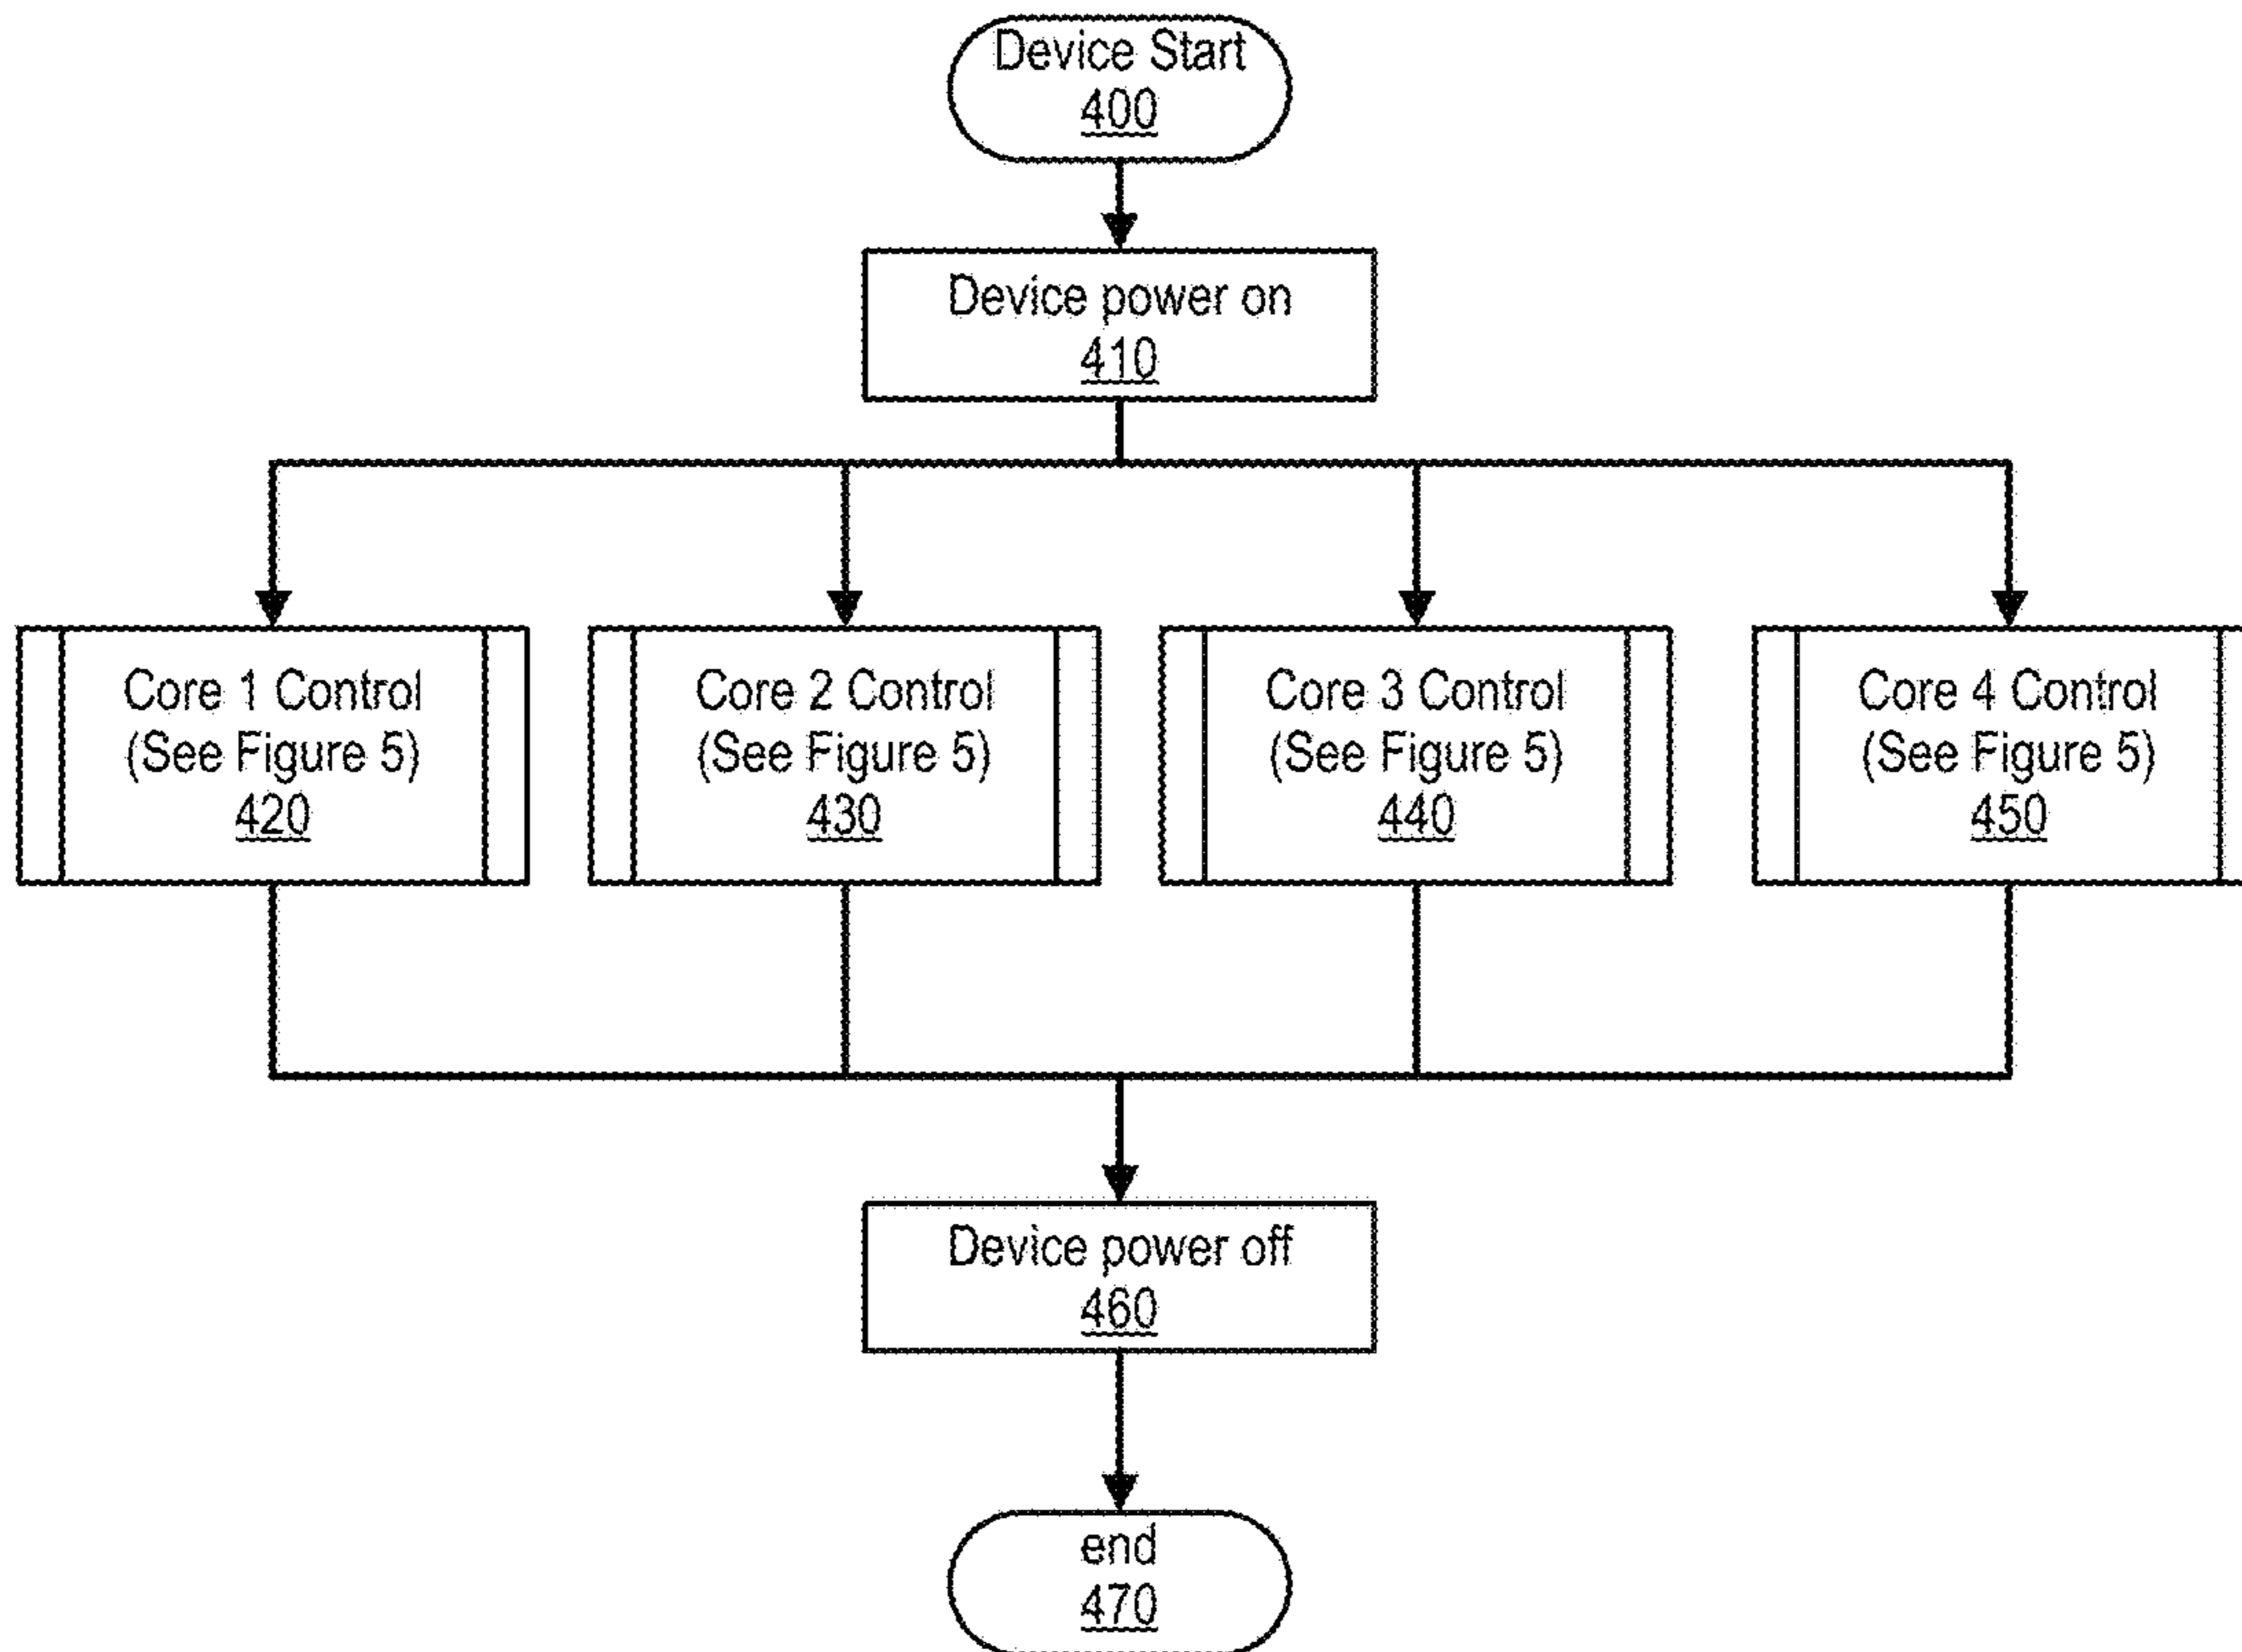 Device Start
400
Device power on
410
Core 1 Control
(See Figure 5)
420
Core 2 Control
(See Figure 5)
430
Core 3 Control
(See Figure 5)
440
Core 4 Control
(See Figure 5)
450
Device power off
460
end
470